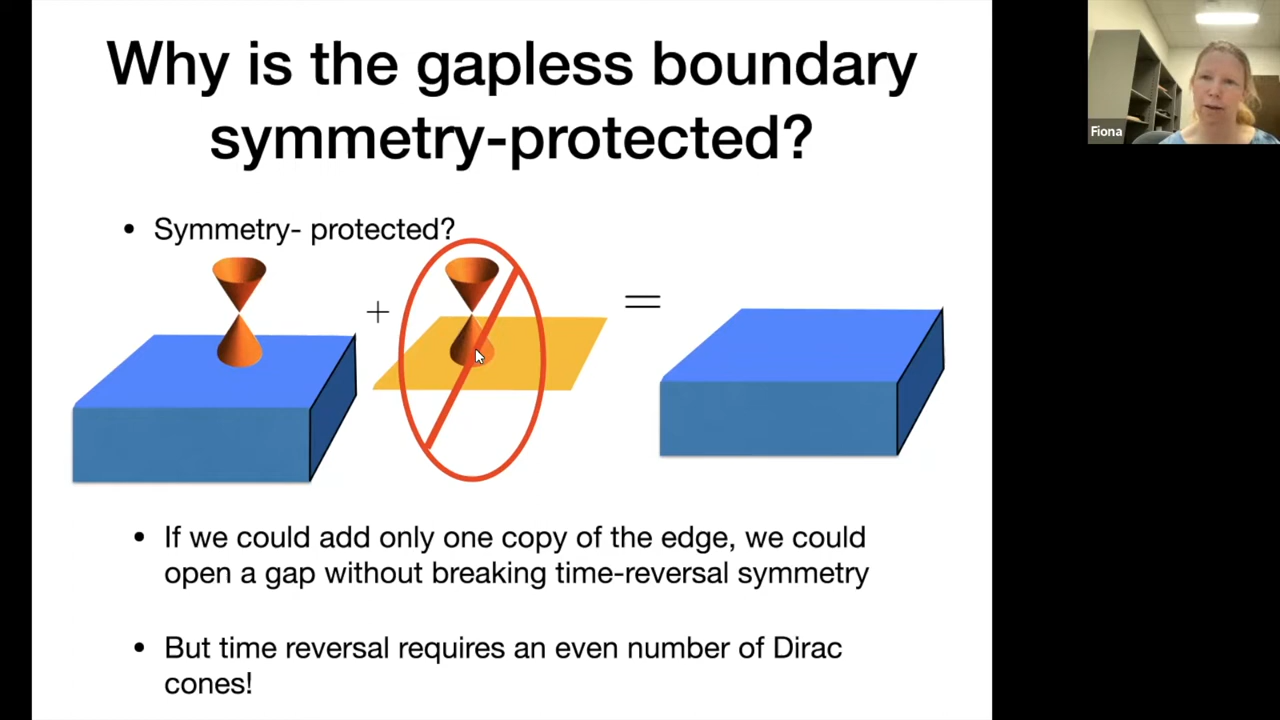 Why is the gapless boundary
symmetry-protected?
• Symmetry- protected?
+
=
• If we could add only one copy of the edge, we could
open a gap without breaking time-reversal symmetry
• But time reversal requires an even number of Dirac
cones!
Fiona